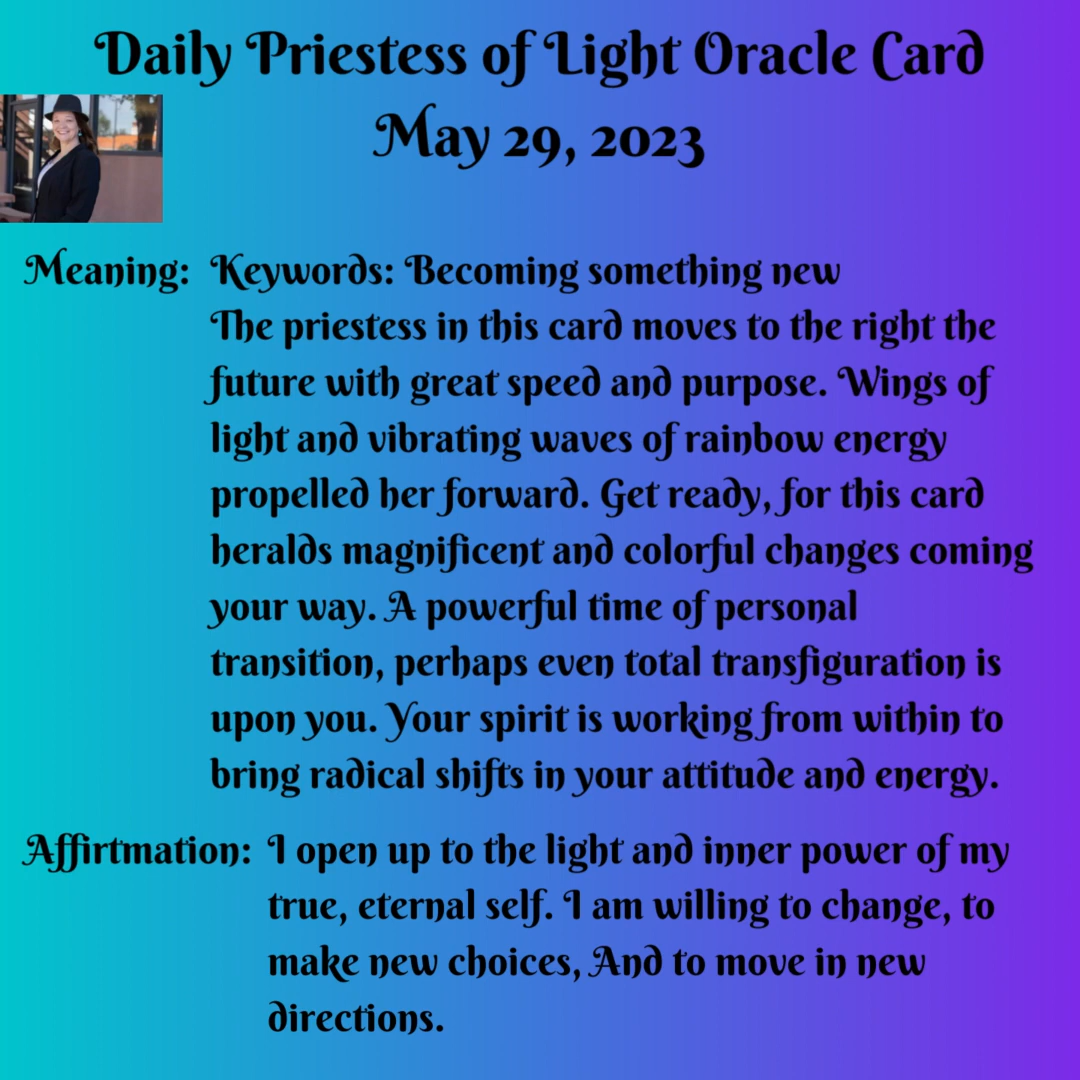 Daily Priestess of Light Oracle Card
May 29, 2023
Meaning: Keywords: Becoming something new
The priestess in this card moves to the right the
future with great speed and purpose. Wings of
light and vibrating waves of rainbow energy
propelled her forward. Get ready, for this card
heralds magnificent and colorful changes coming
your way. A powerful time of personal
transition, perhaps even total transfiguration is
upon you. Your spirit is working from within to
bring radical shifts in your attitude and energy.
Affirtmation: I open up to the light and inner power of my
true, eternal self. I am willing to change, to
make new choices, And to move in new
directions.